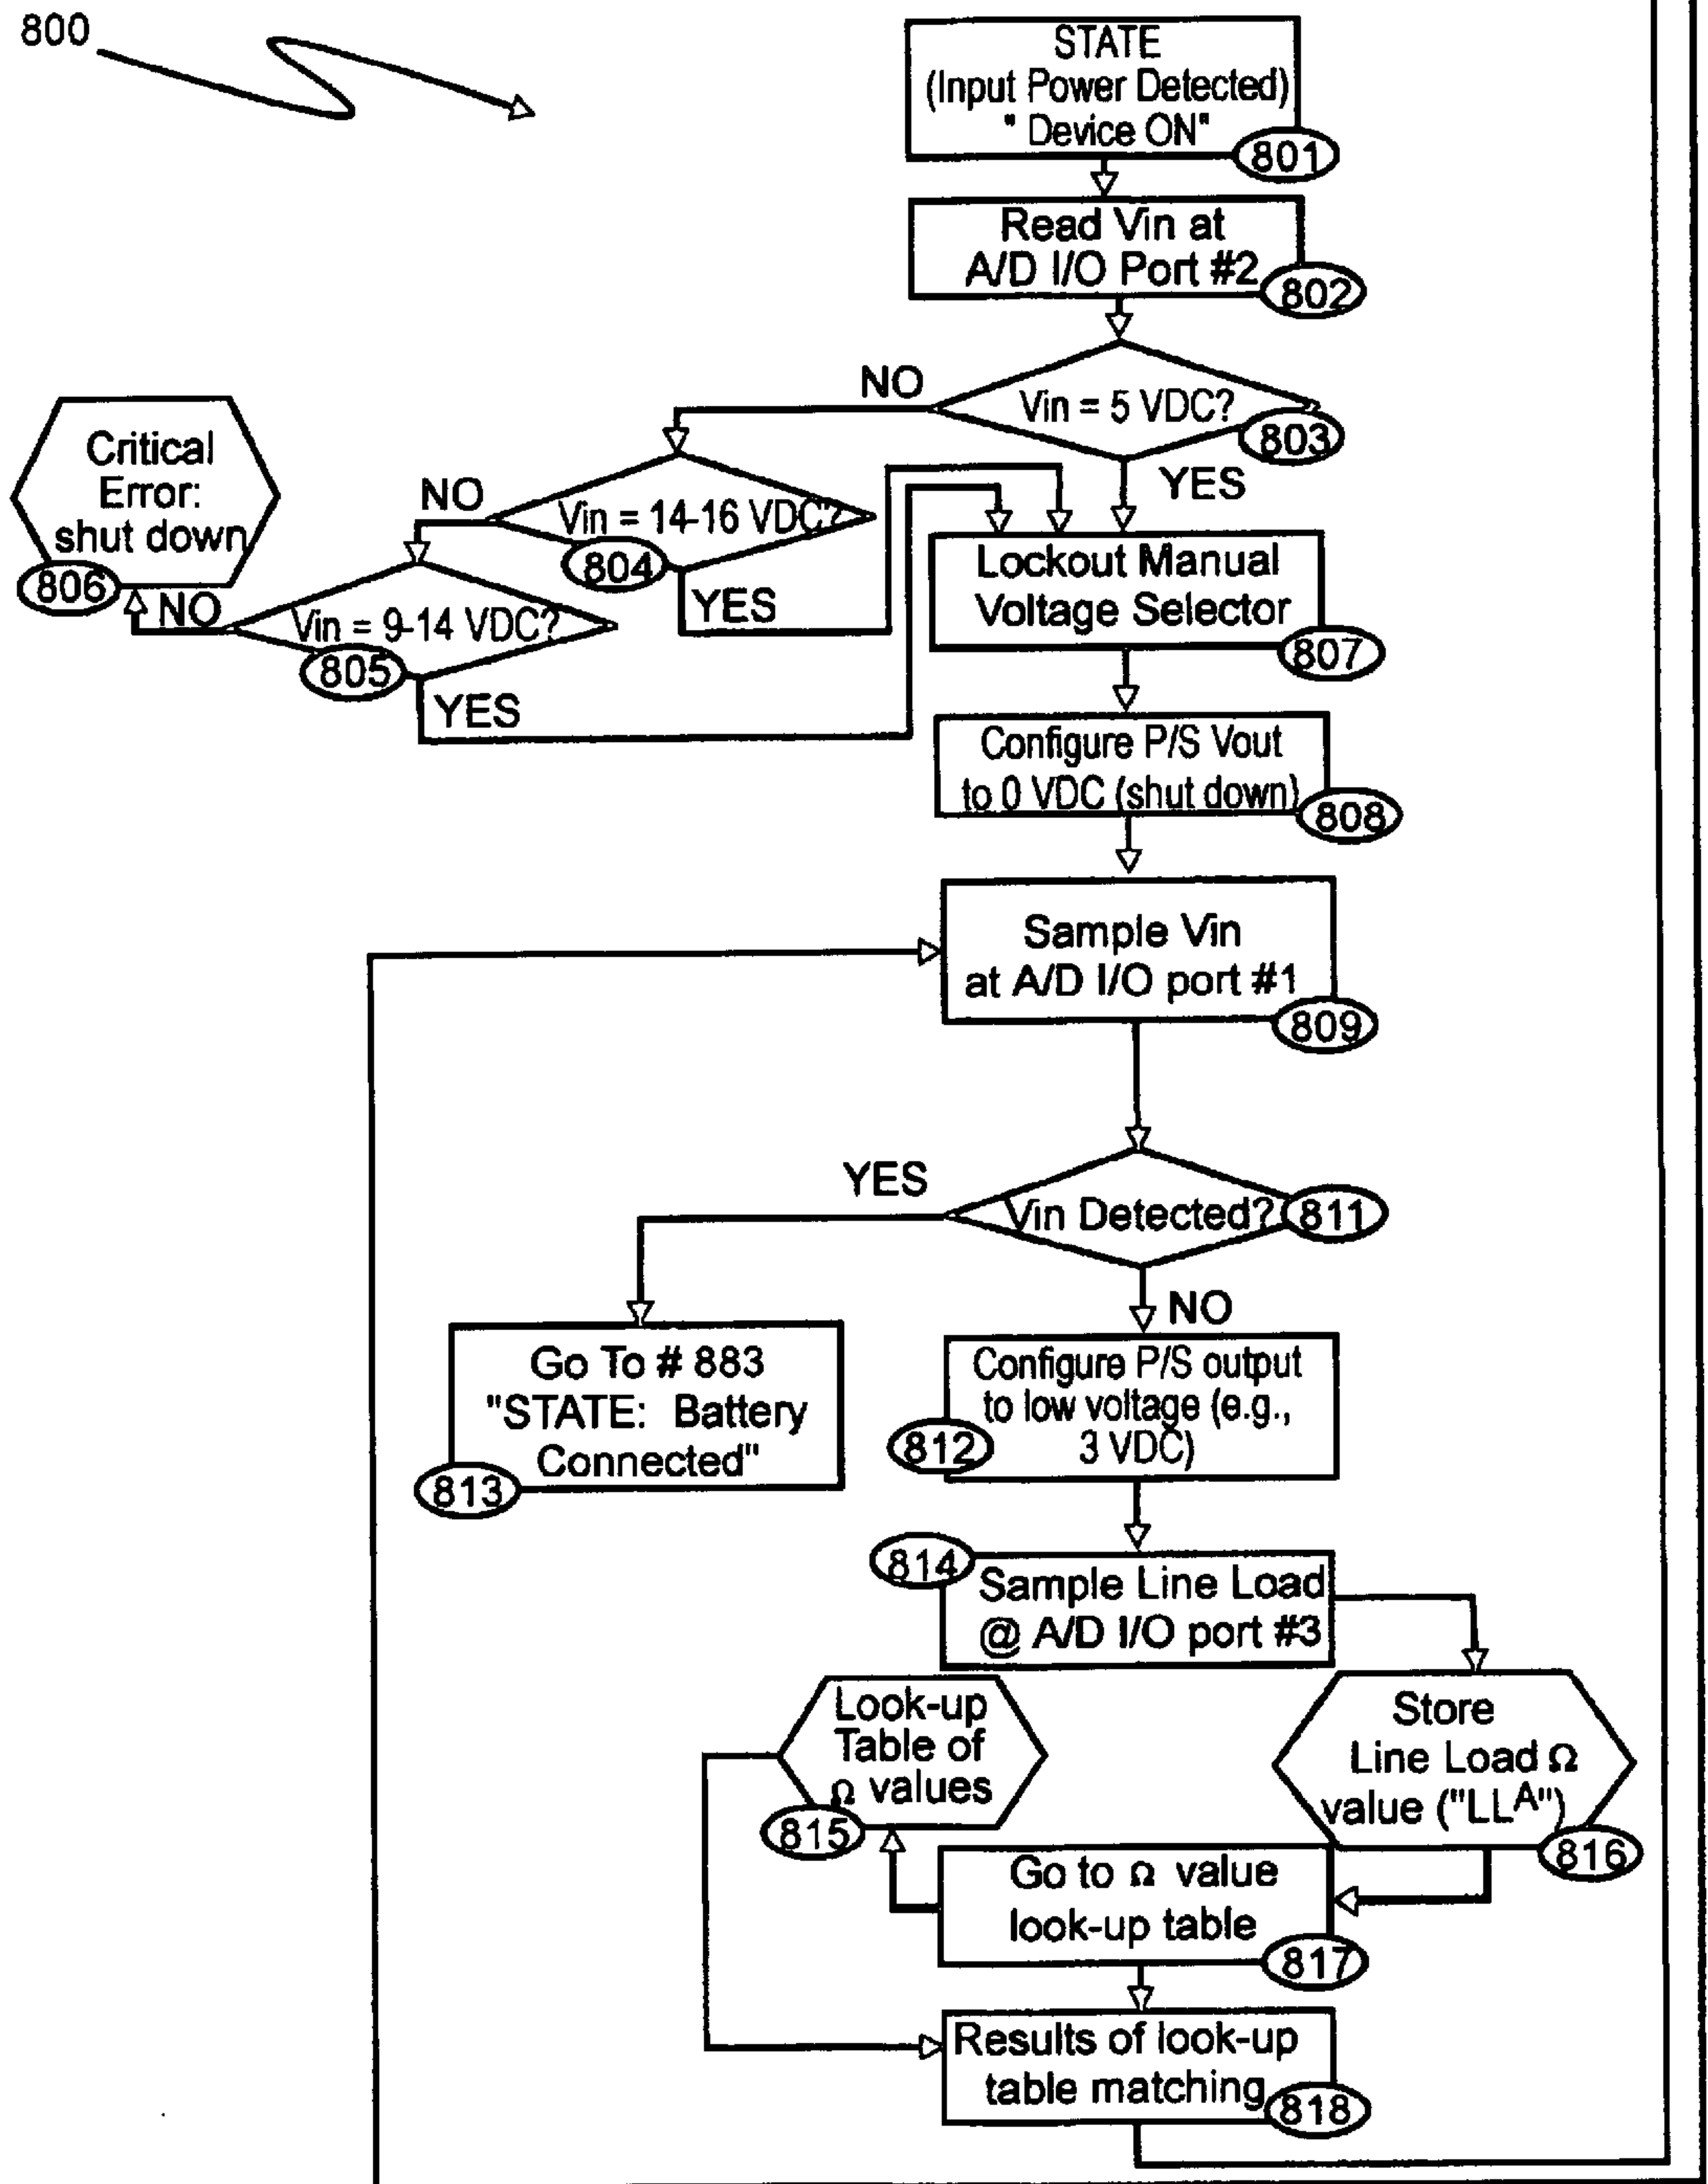 800
STATE
(Input Power Detected)
" Device ON"
801
Read Vin at
A/D I/O Port #2
802
NO
Vin = 5 VDC?
803
YES
Critical
Error:
shut down
806
NO
Vin = 14-16 VDC?
804
YES
NO
Vin = 9-14 VDC?
805
YES
Lockout Manual
Voltage Selector
807
Configure P/S Vout
to 0 VDC (shut down)
808
Sample Vin
at A/D I/O port #1
809
YES
Vin Detected?
811
NO
Go To # 883
"STATE: Battery
Connected"
813
Configure P/S output
to low voltage (e.g.,
3 VDC)
812
814
Sample Line Load
@ A/D I/O port #3
Look-up
Table of
Ω values
815
Store
Line Load Ω
value ("LLA")
816
Go to Ω value
look-up table
817
Results of look-up
table matching
818